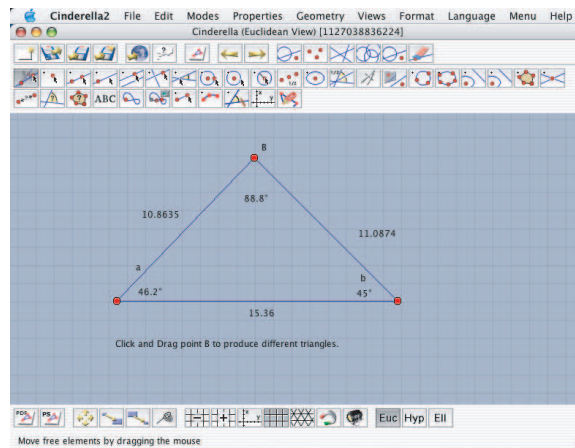 Cinderella2 File Edit Modes Properties Geometry Views Format Language Menu Help
Cinderella (Euclidean View) [1127038836224]
ABC
B
88.8°
10.8635
11.0874
a
b
46.2°
45°
15.36
Click and Drag point B to produce different triangles.
PDF PS Euc Hyp Ell
Move free elements by dragging the mouse